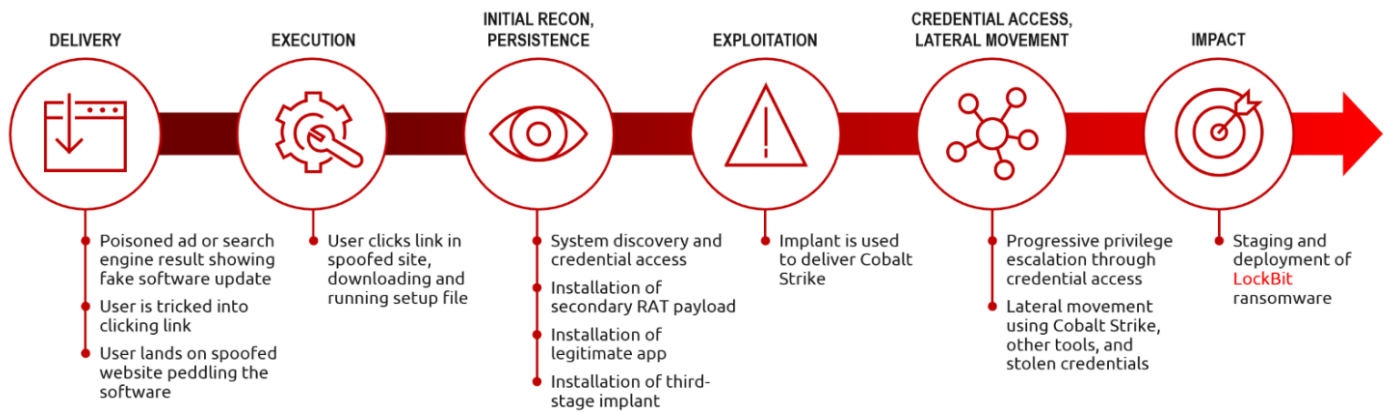 DELIVERY
Poisoned ad or search
engine result showing
fake software update
User is tricked into
clicking link
User lands on spoofed
website peddling the
software
EXECUTION
User clicks link in
spoofed site,
downloading and
running setup file
INITIAL RECON,
PERSISTENCE
System discovery and
credential access
Installation of
secondary RAT payload
Installation of
legitimate app
Installation of third-
stage implant
EXPLOITATION
Implant is used
to deliver Cobalt
Strike
CREDENTIAL ACCESS,
LATERAL MOVEMENT
Progressive privilege
escalation through
credential access
Lateral movement
using Cobalt Strike,
other tools, and
stolen credentials
IMPACT
Staging and
deployment of
LockBit
ransomware